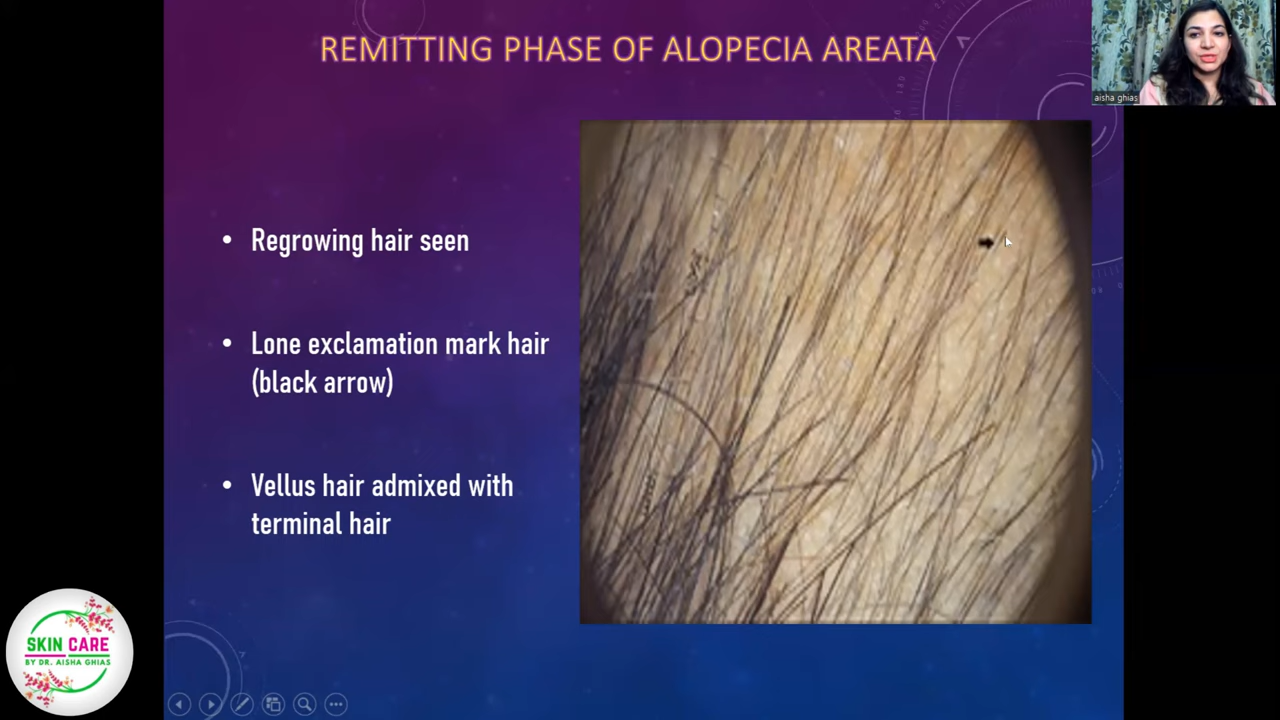 REMITTING PHASE OF ALOPECIA AREATA
aisha ghias
• Regrowing hair seen
• Lone exclamation mark hair
(black arrow)
• Vellus hair admixed with
terminal hair
SKIN CARE
BY DR. AISHA GHIAS